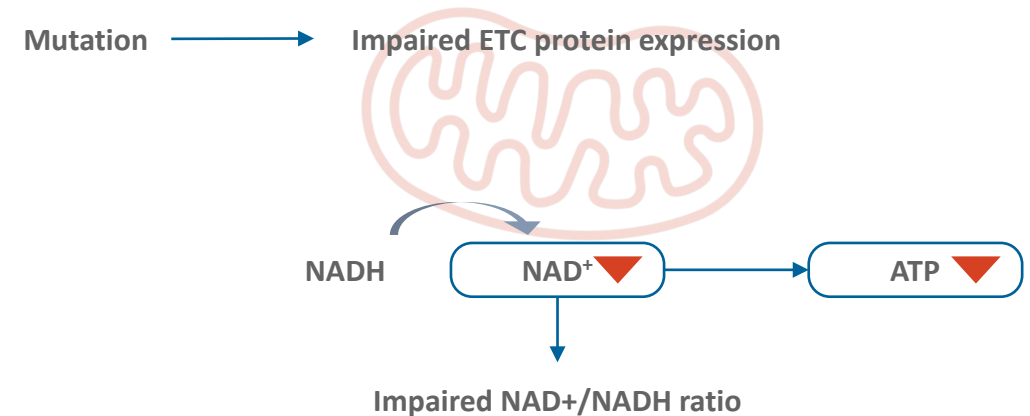 Mutation
Impaired ETC protein expression
NADH
NAD⁺
ATP
Impaired NAD+/NADH ratio